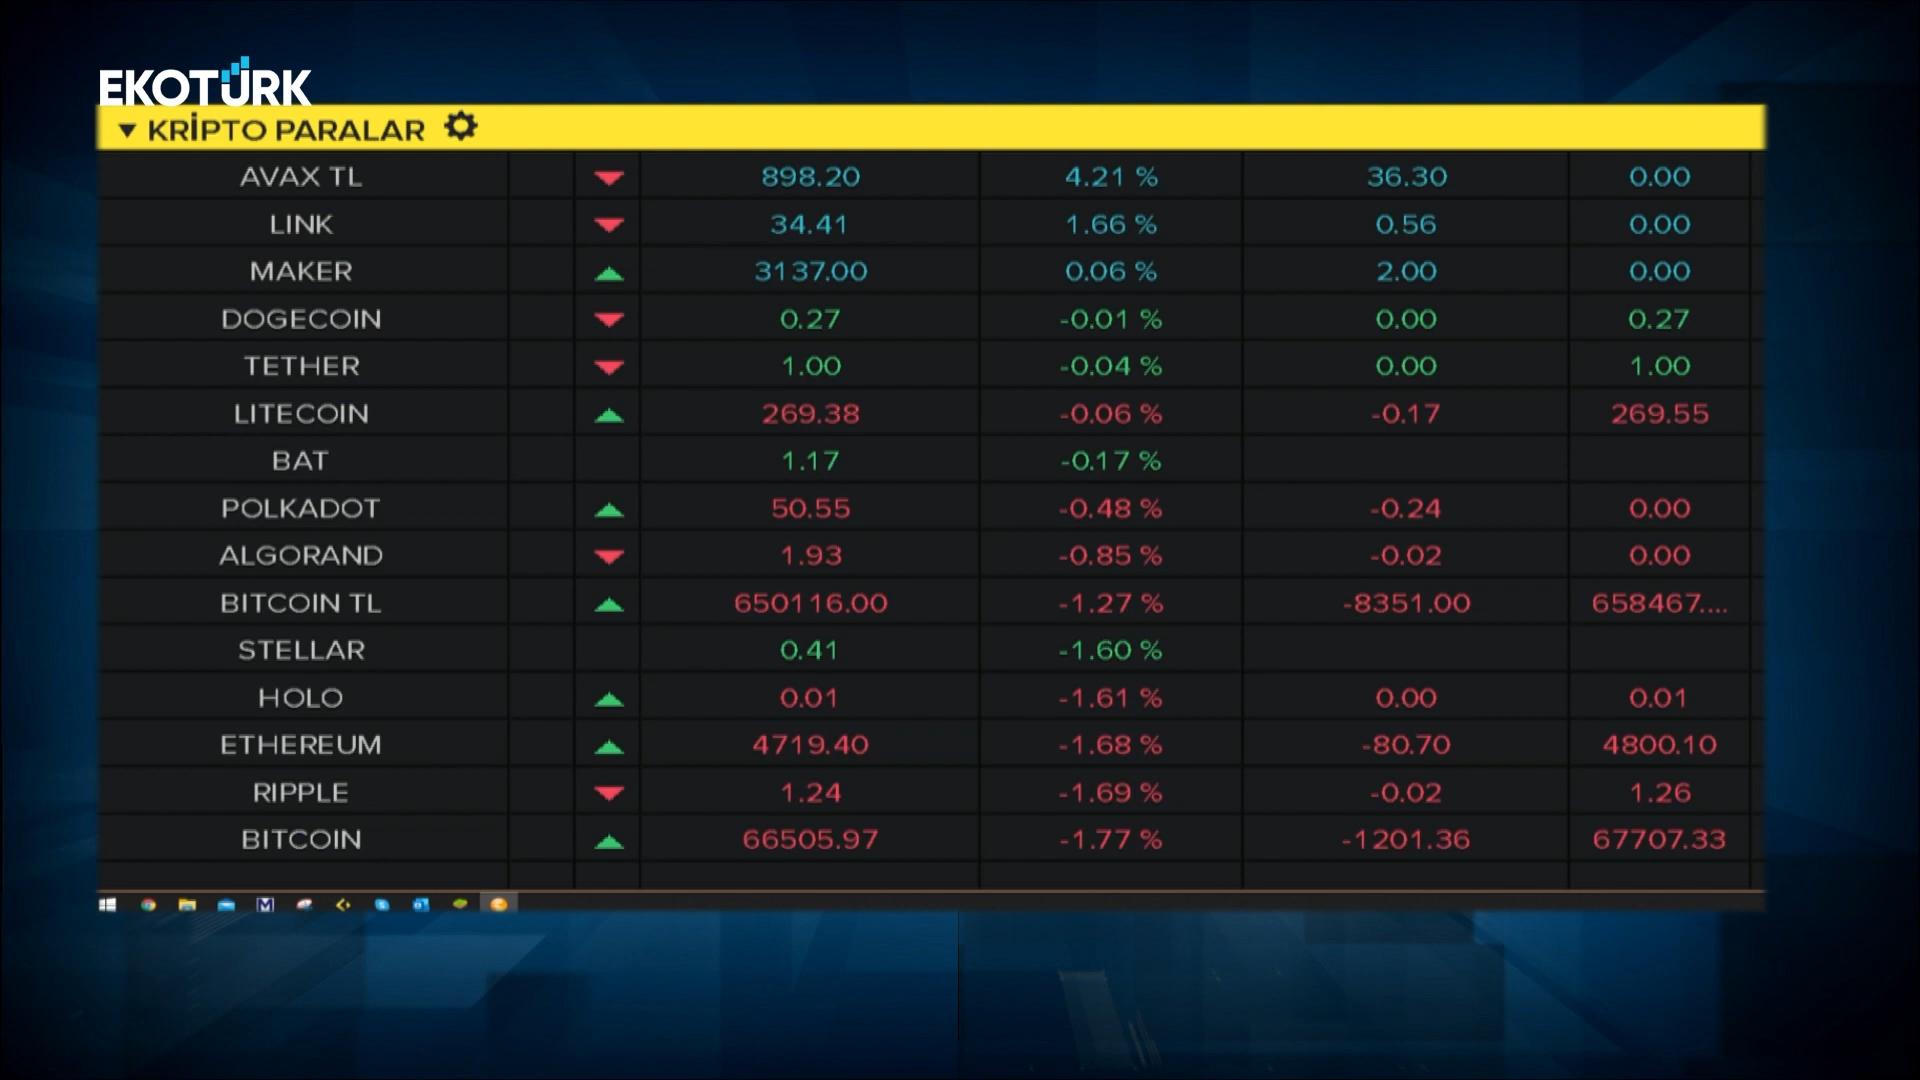 EKOTÜRK
KRİPTO PARALAR
AVAX TL 898.20 4.21 % 36.30 0.00
LINK 34.41 1.66 % 0.56 0.00
MAKER 3137.00 0.06 % 2.00 0.00
DOGECOIN 0.27 -0.01 % 0.00 0.27
TETHER 1.00 -0.04 % 0.00 1.00
LITECOIN 269.38 -0.06 % -0.17 269.55
BAT 1.17 -0.17 %
POLKADOT 50.55 -0.48 % -0.24 0.00
ALGORAND 1.93 -0.85 % -0.02 0.00
BITCOIN TL 650116.00 -1.27 % -8351.00 658467....
STELLAR 0.41 -1.60 %
HOLO 0.01 -1.61 % 0.00 0.01
ETHEREUM 4719.40 -1.68 % -80.70 4800.10
RIPPLE 1.24 -1.69 % -0.02 1.26
BITCOIN 66505.97 -1.77 % -1201.36 67707.33